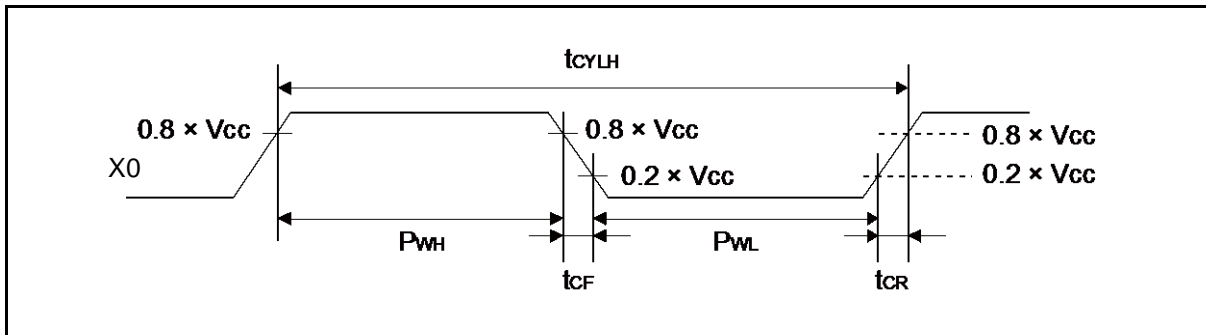 tCYLH
0.8 × Vcc
0.8 × Vcc
0.8 × Vcc
X0
0.2 × Vcc
0.2 × Vcc
PWH
PWL
tCF
tCR